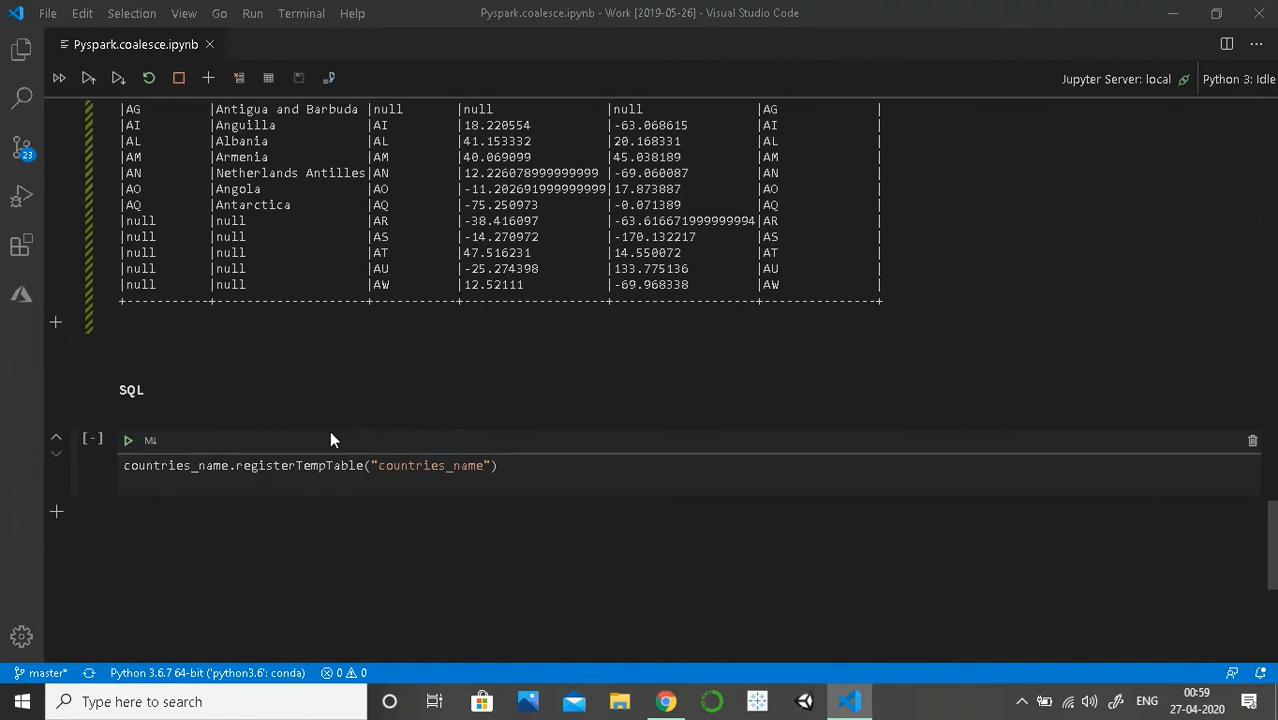 File Edit Selection View Go Run Terminal Help Pyspark.coalesce.ipynb - Work [2019-05-26] - Visual Studio Code
Pyspark.coalesce.ipynb
Jupyter Server: local Python 3: Idle
|AG |Antigua and Barbuda |null |null |null |AG |
|AI |Anguilla |AI |18.220554 |-63.068615 |AI |
|AL |Albania |AL |41.153332 |20.168331 |AL |
|AM |Armenia |AM |40.069099 |45.038189 |AM |
|AN |Netherlands Antilles|AN |12.226078999999999 |-69.060087 |AN |
|AO |Angola |AO |-11.202691999999999|17.873887 |AO |
|AQ |Antarctica |AQ |-75.250973 |-0.071389 |AQ |
|null |null |AR |-38.416097 |-63.616671999999994|AR |
|null |null |AS |-14.270972 |-170.132217 |AS |
|null |null |AT |47.516231 |14.550072 |AT |
|null |null |AU |-25.274398 |133.775136 |AU |
|null |null |AW |12.52111 |-69.968338 |AW |
+----------+--------------------+----------+-------------------+-------------------+---------------+
SQL
[-] M↓
countries_name.registerTempTable("countries_name")
23
master* Python 3.6.7 64-bit ('python3.6': conda) 0 0
Type here to search ENG 00:59
27-04-2020